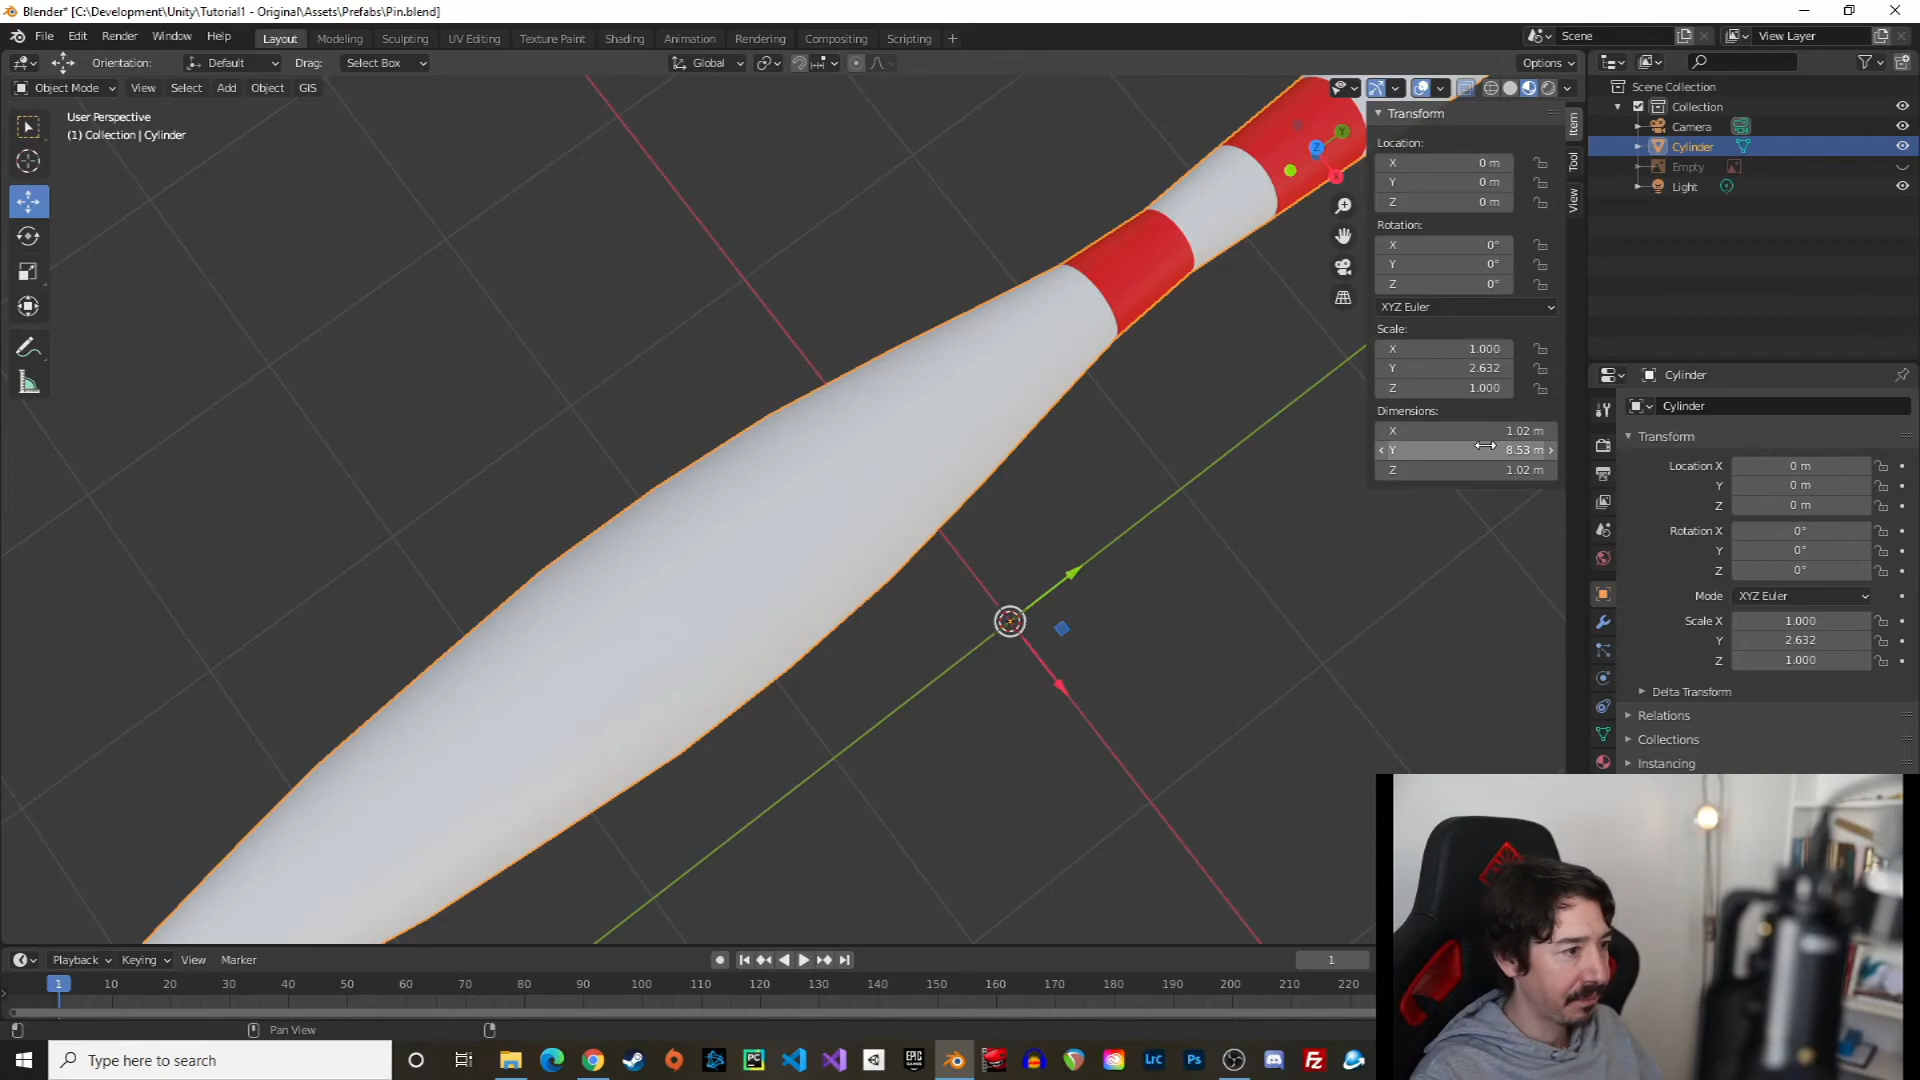 Blender* [C:\Development\Unity\Tutorial1 - Original\Assets\Prefabs\Pin.blend]
File Edit Render Window Help Layout Modeling Sculpting UV Editing Texture Paint Shading Animation Rendering Compositing Scripting + Scene View Layer
Orientation: Default Drag: Select Box Global Options
Object Mode View Select Add Object GIS
User Perspective
(1) Collection | Cylinder
Transform
Location:
X 0 m
Y 0 m
Z 0 m
Rotation:
X 0°
Y 0°
Z 0°
XYZ Euler
Scale:
X 1.000
Y 2.632
Z 1.000
Dimensions:
X 1.02 m
Y 8.53 m
Z 1.02 m
Item
Tool
View
Y
Z
X
Scene Collection
Collection
Camera
Cylinder
Empty
Light
Cylinder
Cylinder
Transform
Location X 0 m
Y 0 m
Z 0 m
Rotation X 0°
Y 0°
Z 0°
Mode XYZ Euler
Scale X 1.000
Y 2.632
Z 1.000
Delta Transform
Relations
Collections
Instancing
Playback Keying View Marker 1
1 10 20 30 40 50 60 70 80 90 100 110 120 130 140 150 160 170 180 190 200 210 220
Pan View
Type here to search
PC
EPIC GAMES
Lrc
Ps
FZ